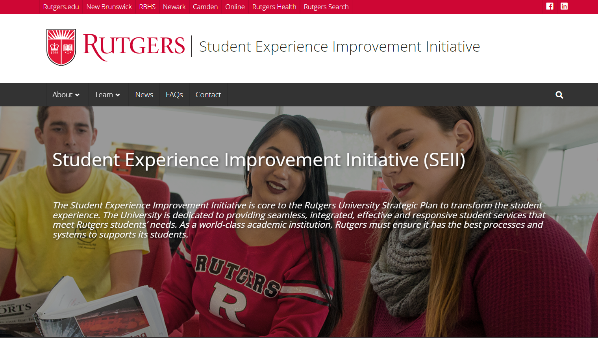 Rutgers.edu New Brunswick RBHS Newark Camden Online Rutgers Health Rutgers Search
RUTGERS Student Experience Improvement Initiative
About Team News FAQs Contact
Student Experience Improvement Initiative (SEII)
The Student Experience Improvement Initiative is core to the Rutgers University Strategic Plan to transform the student
experience. The University is dedicated to providing seamless, integrated, effective and responsive student services that
meet Rutgers students' needs. As a world-class academic institution, Rutgers must ensure it has the best processes and
systems to supports its students.
RUTGERS
R
ORTS